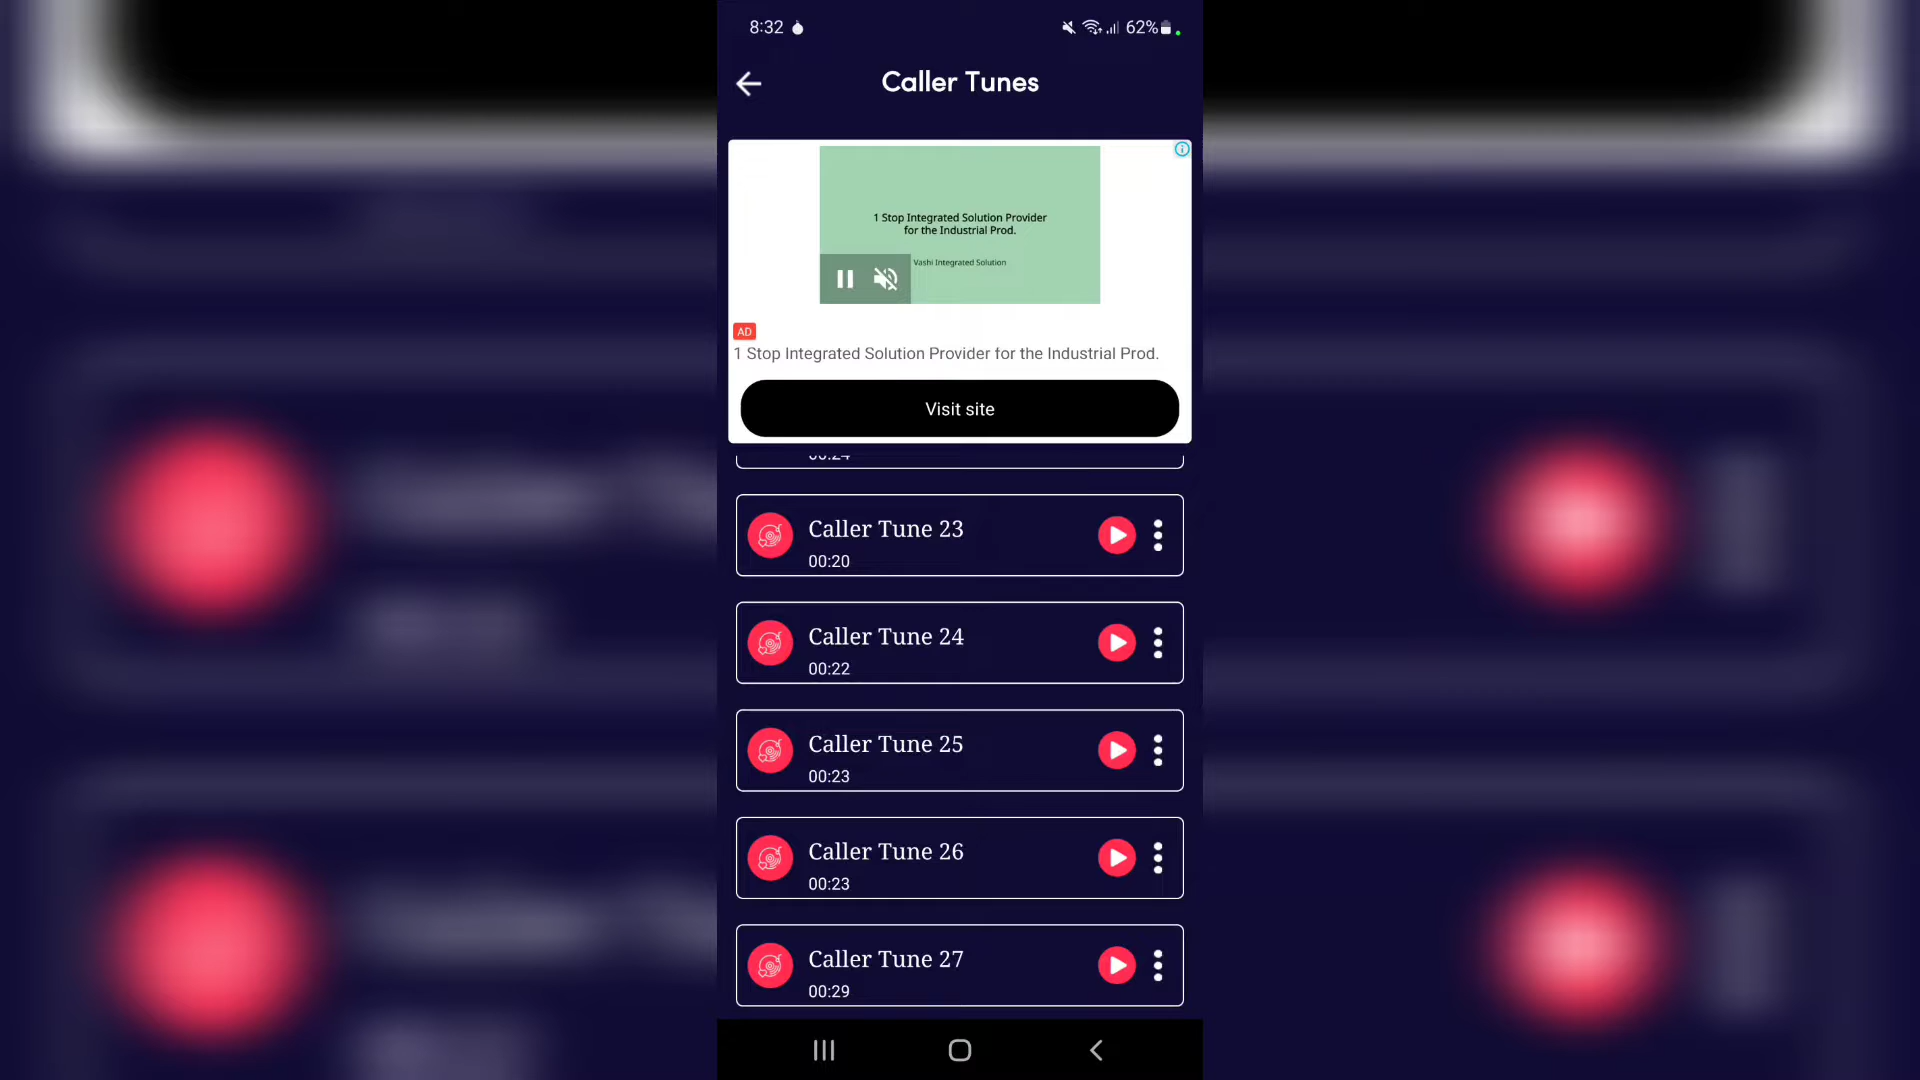 8:32
62%
Caller Tunes
1 Stop Integrated Solution Provider
for the Industrial Prod.
Vashi Integrated Solution
AD
1 Stop Integrated Solution Provider for the Industrial Prod.
Visit site
00:24
Caller Tune 23
00:20
Caller Tune 24
00:22
Caller Tune 25
00:23
Caller Tune 26
00:23
Caller Tune 27
00:29